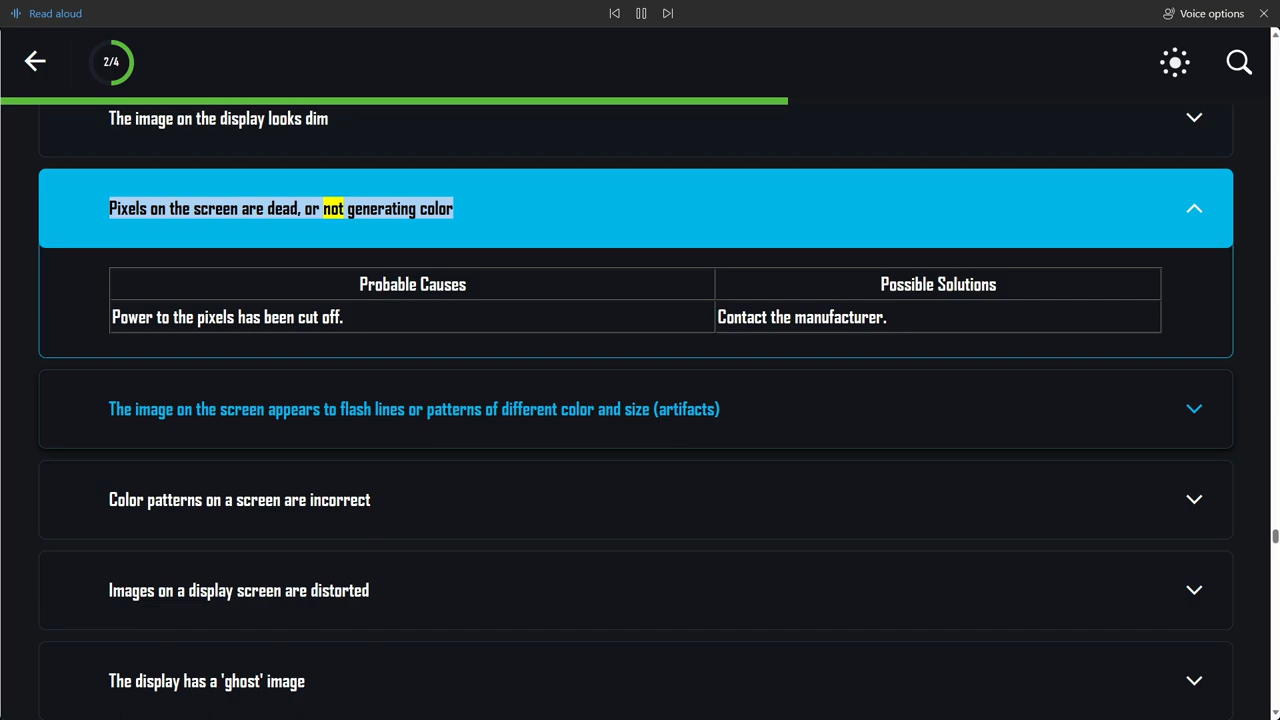 Read aloud
Voice options
2/4
The image on the display looks dim
Pixels on the screen are dead, or not generating color
Probable Causes
Possible Solutions
Power to the pixels has been cut off.
Contact the manufacturer.
The image on the screen appears to flash lines or patterns of different color and size (artifacts)
Color patterns on a screen are incorrect
Images on a display screen are distorted
The display has a 'ghost' image